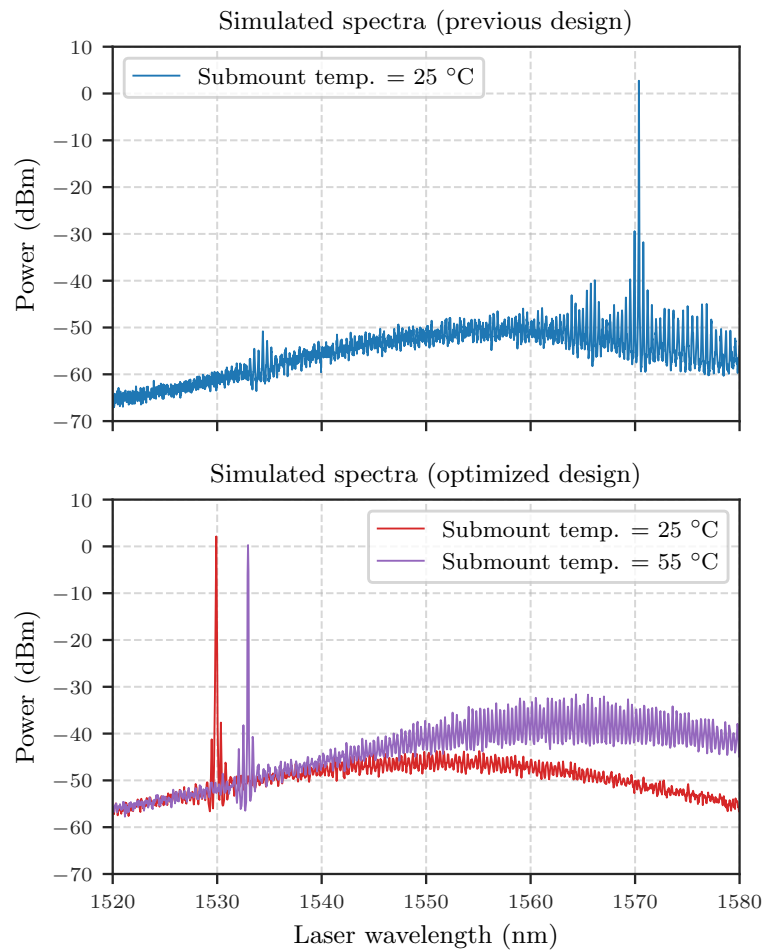 Simulated spectra (previous design)
10
0
−10
−20
−30
−40
−50
−60
−70
Power (dBm)
Submount temp. = 25 °C
Simulated spectra (optimized design)
10
0
−10
−20
−30
−40
−50
−60
−70
Power (dBm)
Submount temp. = 25 °C
Submount temp. = 55 °C
1520 1530 1540 1550 1560 1570 1580
Laser wavelength (nm)